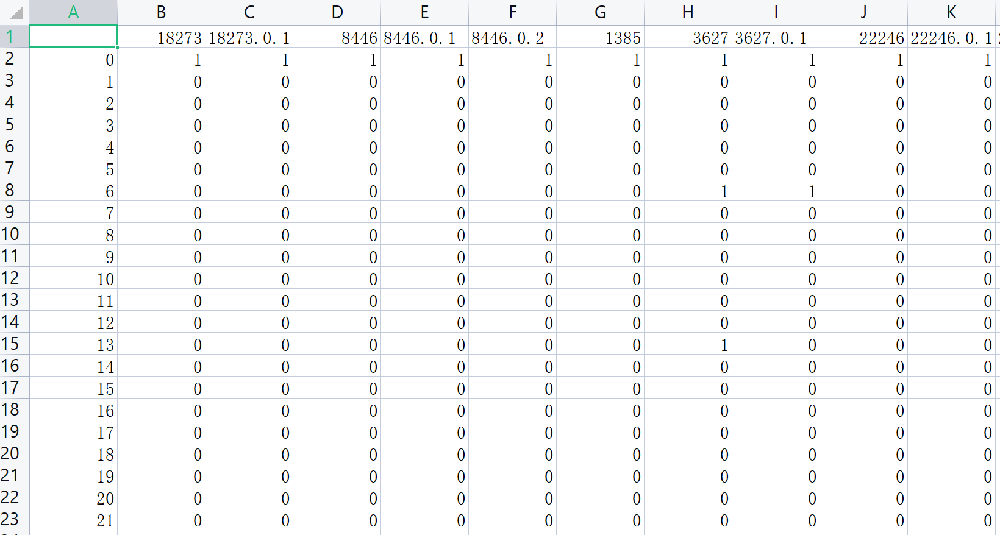 A B C D E F G H I J K
1 18273 18273.0.1 8446 8446.0.1 8446.0.2 1385 3627 3627.0.1 22246 22246.0.1
2 0 1 1 1 1 1 1 1 1 1 1
3 1 0 0 0 0 0 0 0 0 0 0
4 2 0 0 0 0 0 0 0 0 0 0
5 3 0 0 0 0 0 0 0 0 0 0
6 4 0 0 0 0 0 0 0 0 0 0
7 5 0 0 0 0 0 0 0 0 0 0
8 6 0 0 0 0 0 0 1 1 0 0
9 7 0 0 0 0 0 0 0 0 0 0
10 8 0 0 0 0 0 0 0 0 0 0
11 9 0 0 0 0 0 0 0 0 0 0
12 10 0 0 0 0 0 0 0 0 0 0
13 11 0 0 0 0 0 0 0 0 0 0
14 12 0 0 0 0 0 0 0 0 0 0
15 13 0 0 0 0 0 0 1 0 0 0
16 14 0 0 0 0 0 0 0 0 0 0
17 15 0 0 0 0 0 0 0 0 0 0
18 16 0 0 0 0 0 0 0 0 0 0
19 17 0 0 0 0 0 0 0 0 0 0
20 18 0 0 0 0 0 0 0 0 0 0
21 19 0 0 0 0 0 0 0 0 0 0
22 20 0 0 0 0 0 0 0 0 0 0
23 21 0 0 0 0 0 0 0 0 0 0